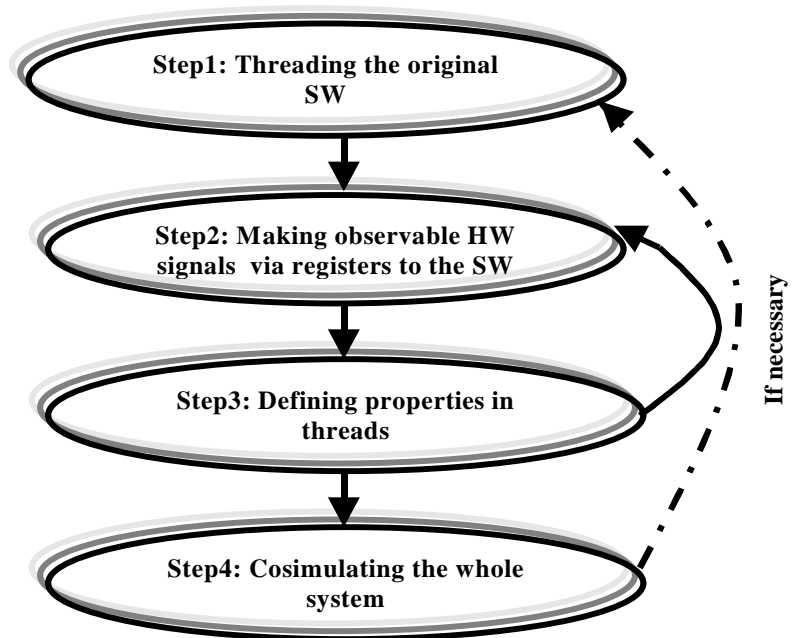 Step1: Threading the original
SW
Step2: Making observable HW
signals via registers to the SW
Step3: Defining properties in
threads
Step4: Cosimulating the whole
system
If necessary